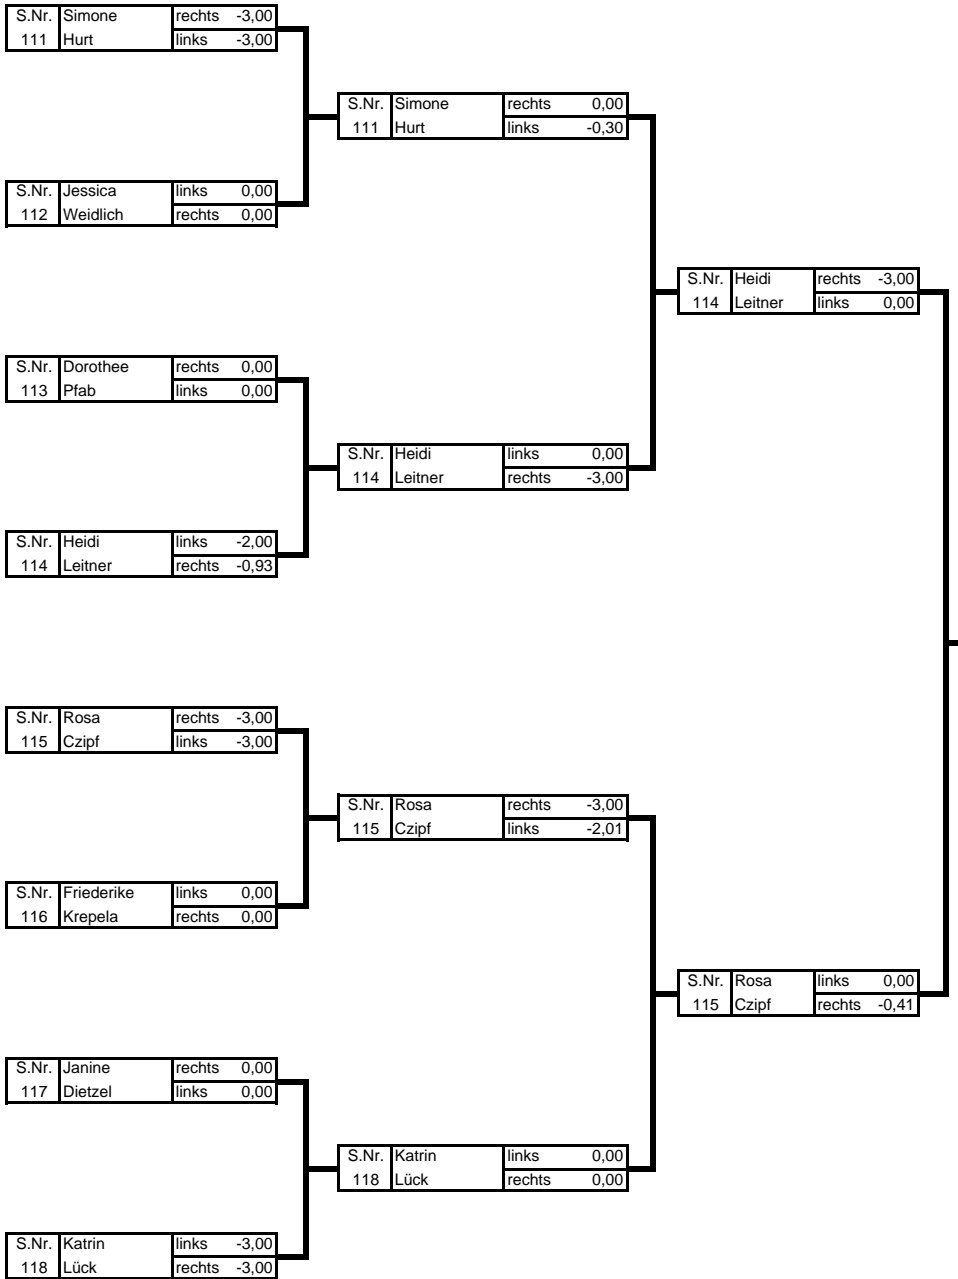 S.Nr. Simone rechts -3,00
111 Hurt links -3,00
S.Nr. Simone rechts 0,00
111 Hurt links -0,30
S.Nr. Jessica links 0,00
112 Weidlich rechts 0,00
S.Nr. Heidi rechts -3,00
114 Leitner links 0,00
S.Nr. Dorothee rechts 0,00
113 Pfab links 0,00
S.Nr. Heidi links 0,00
114 Leitner rechts -3,00
S.Nr. Heidi links -2,00
114 Leitner rechts -0,93
S.Nr. Rosa rechts -3,00
115 Czipf links -3,00
S.Nr. Rosa rechts -3,00
115 Czipf links -2,01
S.Nr. Friederike links 0,00
116 Krepela rechts 0,00
S.Nr. Rosa links 0,00
115 Czipf rechts -0,41
S.Nr. Janine rechts 0,00
117 Dietzel links 0,00
S.Nr. Katrin links 0,00
118 Lück rechts 0,00
S.Nr. Katrin links -3,00
118 Lück rechts -3,00